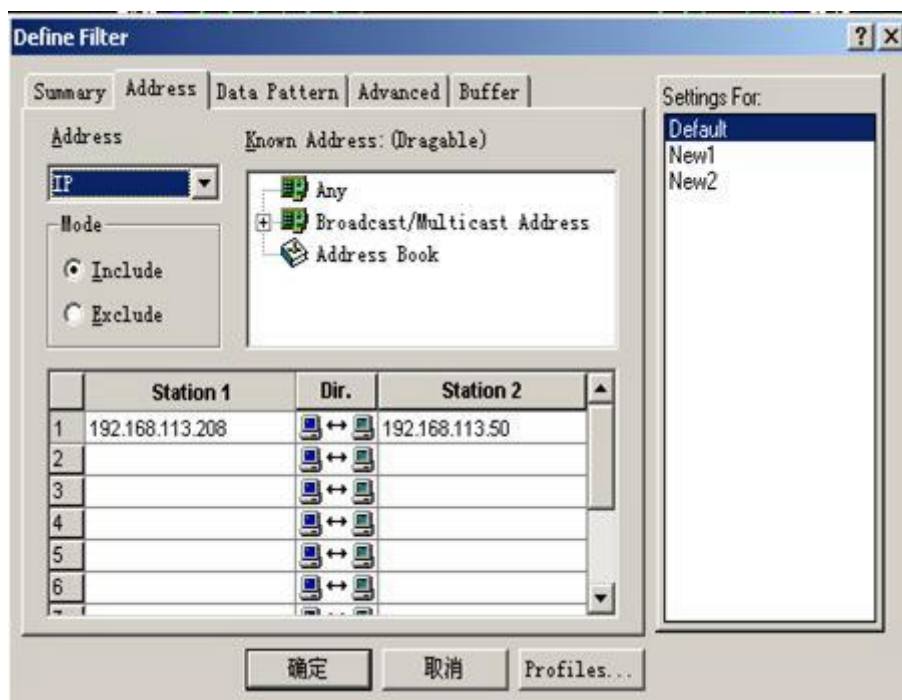 Define Filter
Summary Address Data Pattern Advanced Buffer
Address
IP
Mode
Include
Exclude
Known Address: (Dragable)
Any
Broadcast/Multicast Address
Address Book
Station 1 Dir. Station 2
1 192.168.113.208 192.168.113.50
2
3
4
5
6
Settings For:
Default
New1
New2
确定 取消 Profiles...